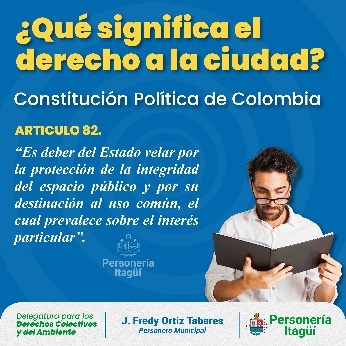 ¿Qué significa el
derecho a la ciudad?
Constitución Política de Colombia
ARTICULO 82.
“Es deber del Estado velar por
la protección de la integridad
del espacio público y por su
destinación al uso común, el
cual prevalece sobre el interés
particular”.
Personería
Itagüí
Delegatura para los
Derechos Colectivos
y del Ambiente
J. Fredy Ortiz Tabares
Personero Municipal
Personería
Itagüí